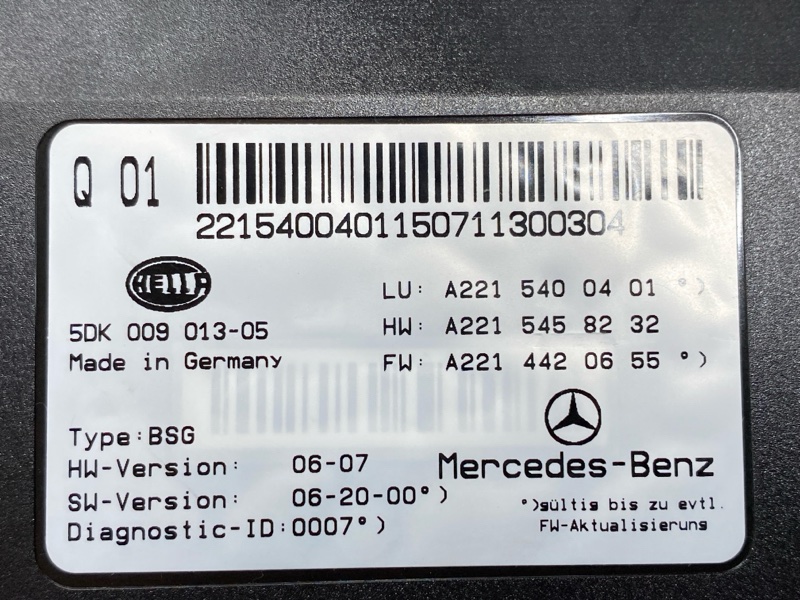 Q 01
2215400401150711300304
HELLA
LU: A221 540 04 01 °)
5DK 009 013-05
HW: A221 545 82 32
Made in Germany
FW: A221 442 06 55 °)
Type:BSG
HW-Version: 06-07
Mercedes-Benz
SW-Version: 06-20-00°)
°)gültig bis zu evtl.
Diagnostic-ID:0007°)
FW-Aktualisierung